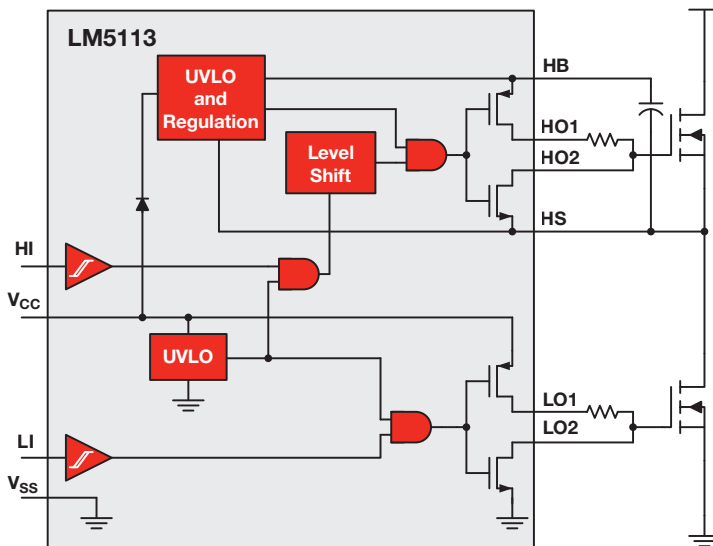 LM5113
UVLO
and
Regulation
Level
Shift
HB
HO1
HO2
HS
HI
VCC
UVLO
LO1
LO2
LI
VSS